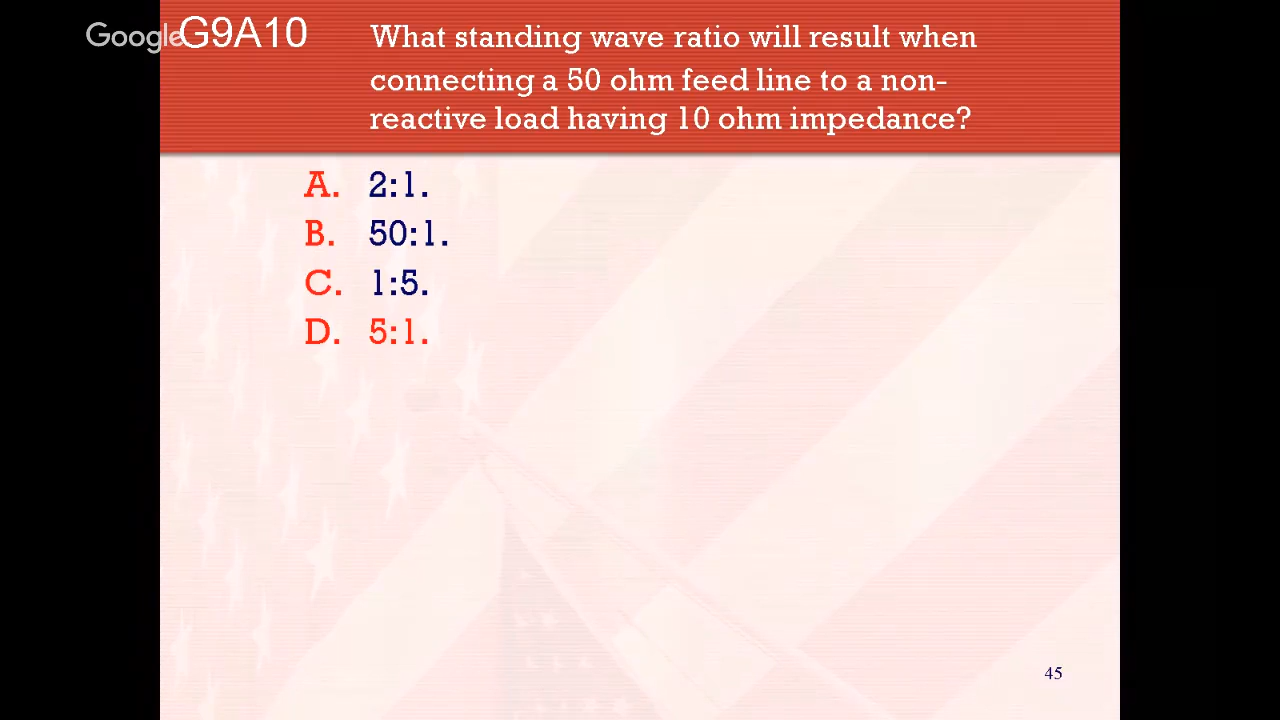 Google
G9A10
What standing wave ratio will result when
connecting a 50 ohm feed line to a non-
reactive load having 10 ohm impedance?
A. 2:1.
B. 50:1.
C. 1:5.
D. 5:1.
45